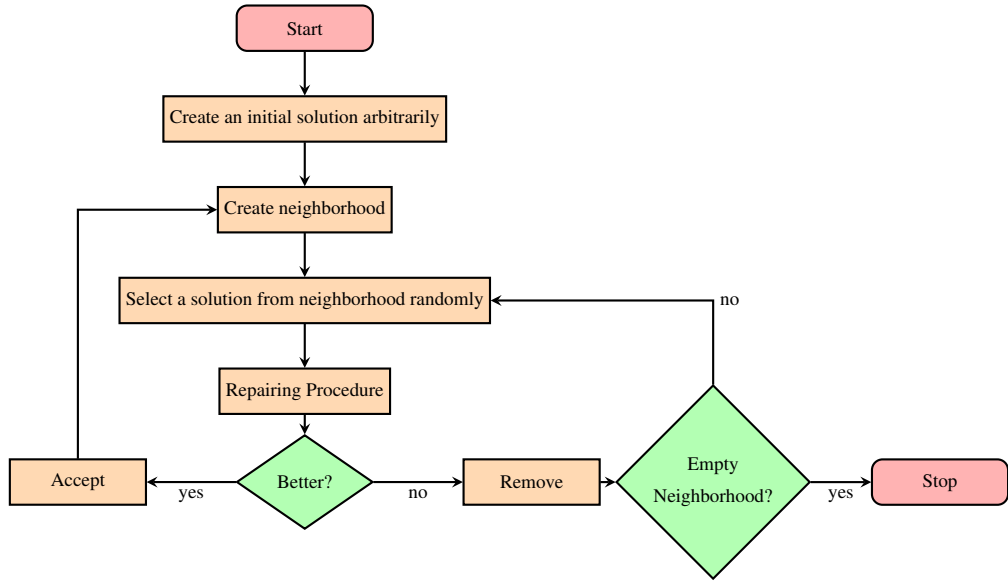 Start
Create an initial solution arbitrarily
Create neighborhood
Select a solution from neighborhood randomly
no
Repairing Procedure
Accept
yes
Better?
no
Remove
Empty
Neighborhood?
yes
Stop